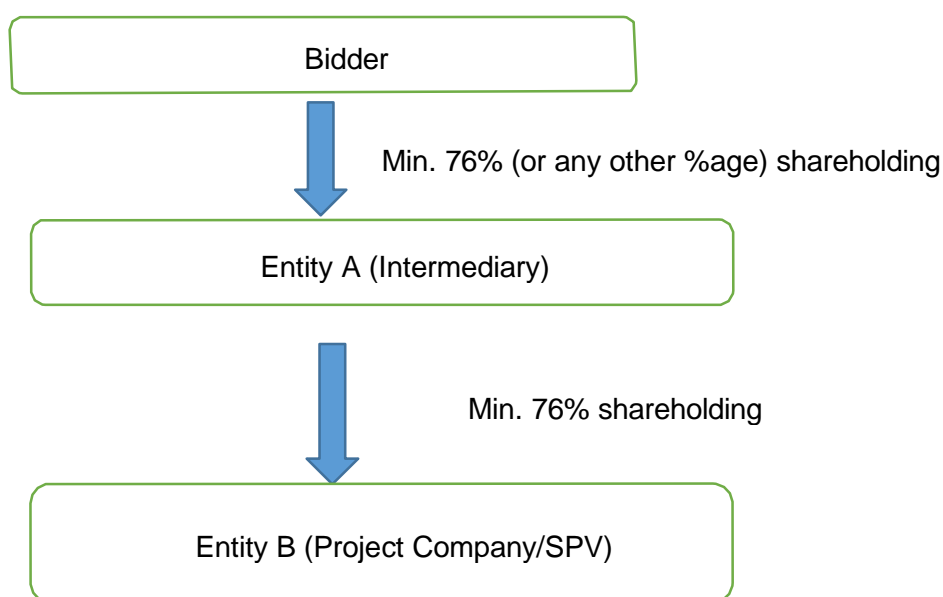 Bidder
Min. 76% (or any other %age) shareholding
Entity A (Intermediary)
Min. 76% shareholding
Entity B (Project Company/SPV)